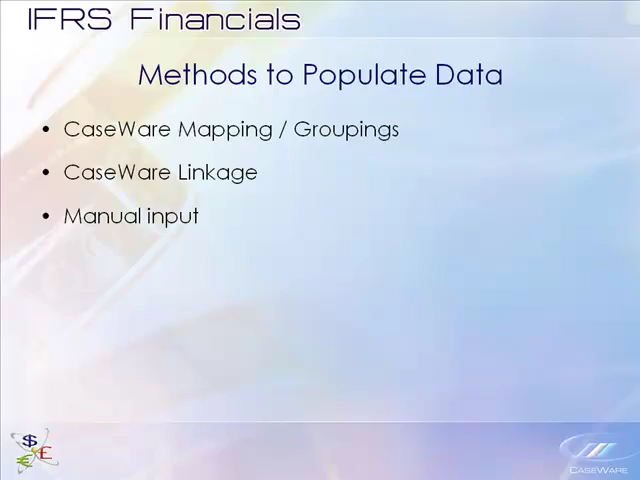 IFRS Financials
Methods to Populate Data
• CaseWare Mapping / Groupings
• CaseWare Linkage
• Manual input
$
£
€
CASEWARE